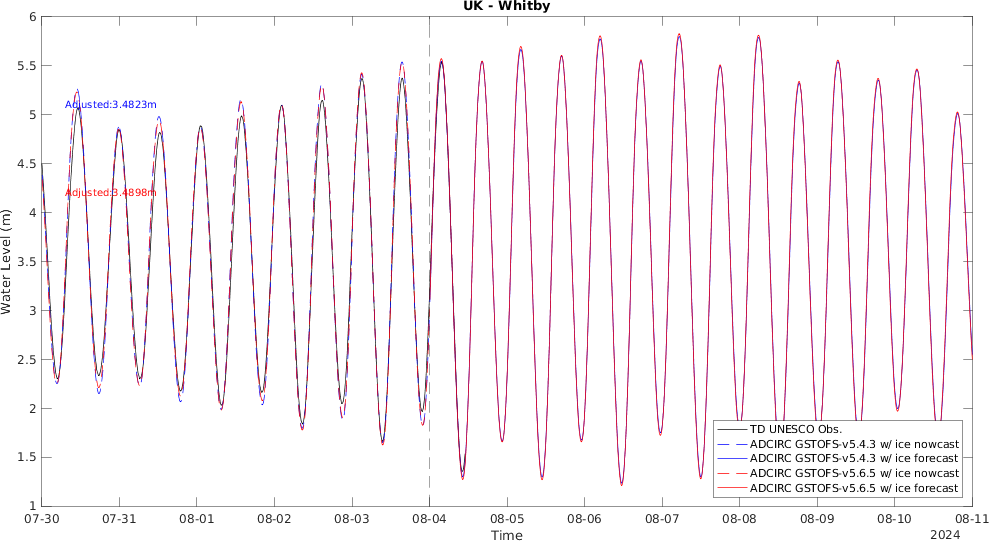 UK - Whitby
6
5.5
5
4.5
4
3.5
3
2.5
2
1.5
1
Water Level (m)
Adjusted:3.4823m
Adjusted:3.4898m
TD UNESCO Obs.
ADCIRC GSTOFS-v5.4.3 w/ ice nowcast
ADCIRC GSTOFS-v5.4.3 w/ ice forecast
ADCIRC GSTOFS-v5.6.5 w/ ice nowcast
ADCIRC GSTOFS-v5.6.5 w/ ice forecast
07-30 07-31 08-01 08-02 08-03 08-04 08-05 08-06 08-07 08-08 08-09 08-10 08-11
Time
2024